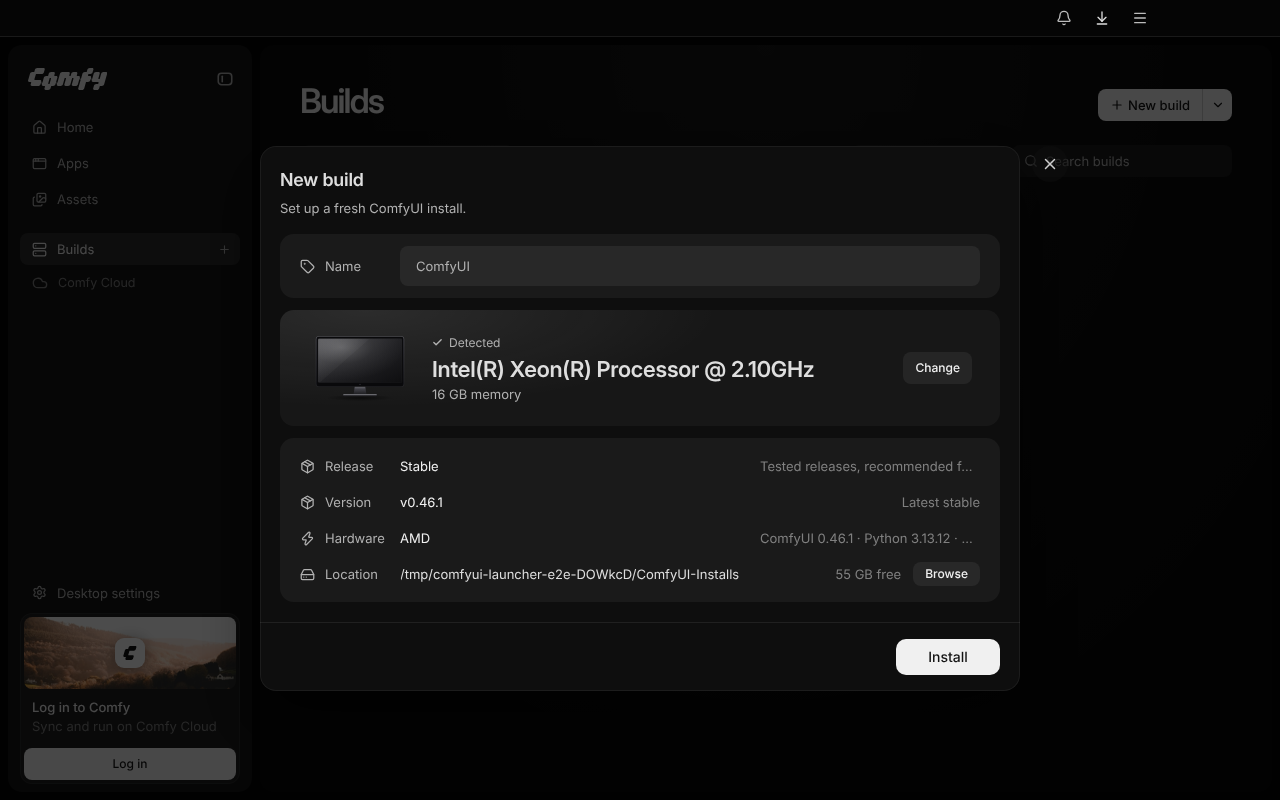 Comfy
Builds
New build
Home
Apps
Assets
Builds
Comfy Cloud
New build
Set up a fresh ComfyUI install.
Name
ComfyUI
Detected
Intel(R) Xeon(R) Processor @ 2.10GHz
16 GB memory
Change
Release Stable Tested releases, recommended f...
Version v0.46.1 Latest stable
Hardware AMD ComfyUI 0.46.1 · Python 3.13.12 · ...
Location /tmp/comfyui-launcher-e2e-DOWkcD/ComfyUI-Installs 55 GB free Browse
Install
Desktop settings
Log in to Comfy
Sync and run on Comfy Cloud
Log in